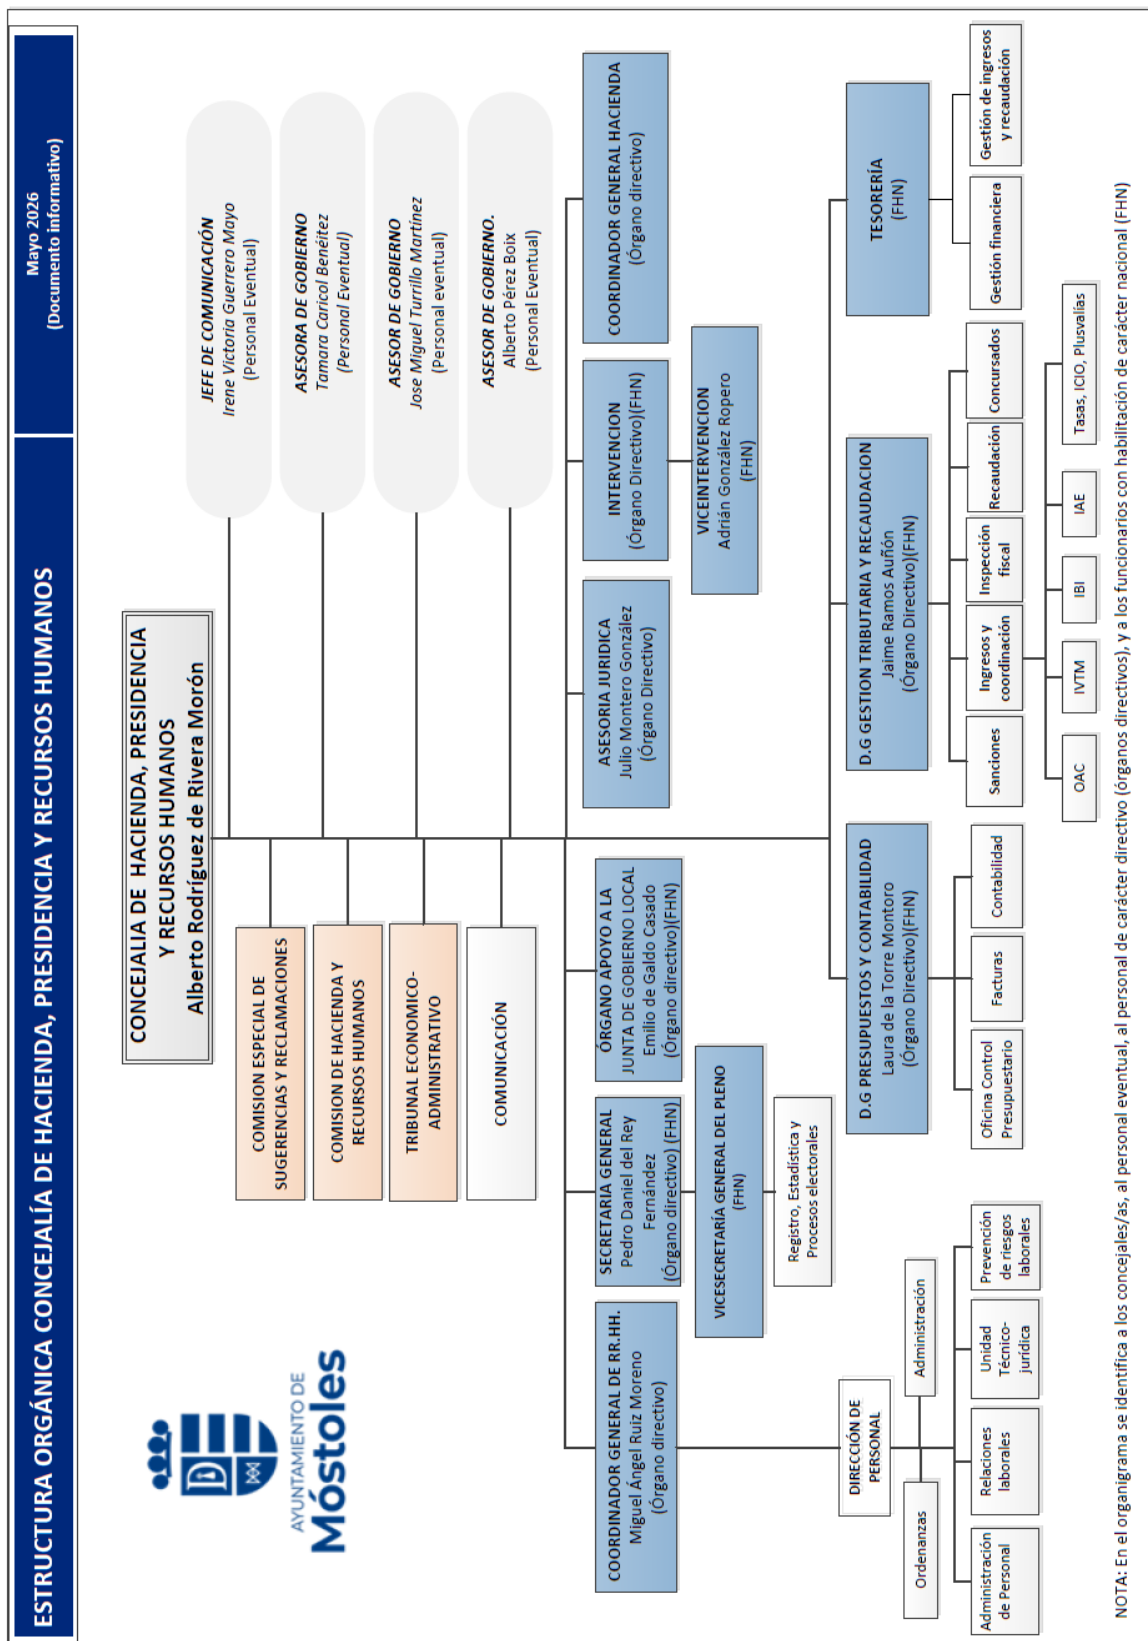 ESTRUCTURA ORGÁNICA CONCEJALÍA DE HACIENDA, PRESIDENCIA Y RECURSOS HUMANOS
Mayo 2026
(Documento informativo)
AYUNTAMIENTO DE
Móstoles
CONCEJALIA DE HACIENDA, PRESIDENCIA
Y RECURSOS HUMANOS
Alberto Rodríguez de Rivera Morón
COMISION ESPECIAL DE
SUGERENCIAS Y RECLAMACIONES
COMISION DE HACIENDA Y
RECURSOS HUMANOS
TRIBUNAL ECONOMICO-
ADMINISTRATIVO
COMUNICACIÓN
JEFE DE COMUNICACIÓN
Irene Victoria Guerrero Mayo
(Personal Eventual)
ASESORA DE GOBIERNO
Tamara Caricol Benéitez
(Personal Eventual)
ASESOR DE GOBIERNO
Jose Miguel Turrillo Martínez
(Personal eventual)
ASESOR DE GOBIERNO.
Alberto Pérez Boix
(Personal Eventual)
COORDINADOR GENERAL DE RR.HH.
Miguel Ángel Ruiz Moreno
(Órgano directivo)
SECRETARIA GENERAL
Pedro Daniel del Rey
Fernández
(Órgano directivo) (FHN)
ÓRGANO APOYO A LA
JUNTA DE GOBIERNO LOCAL
Emilio de Galdo Casado
(Órgano directivo)(FHN)
ASESORIA JURIDICA
Julio Montero González
(Órgano Directivo)
INTERVENCION
(Órgano Directivo)(FHN)
COORDINADOR GENERAL HACIENDA
(Órgano directivo)
VICESECRETARÍA GENERAL DEL PLENO
(FHN)
VICEINTERVENCION
Adrián González Ropero
(FHN)
Registro, Estadística y
Procesos electorales
DIRECCIÓN DE
PERSONAL
D.G PRESUPUESTOS Y CONTABILIDAD
Laura de la Torre Montoro
(Órgano Directivo)(FHN)
D.G GESTION TRIBUTARIA Y RECAUDACION
Jaime Ramos Auñón
(Órgano Directivo)(FHN)
TESORERÍA
(FHN)
Ordenanzas
Administración
Administración
de Personal
Relaciones
laborales
Unidad
Técnico-
jurídica
Prevención
de riesgos
laborales
Oficina Control
Presupuestario
Facturas
Contabilidad
Sanciones
Ingresos y
coordinación
Inspección
fiscal
Recaudación
Concursados
Gestión financiera
Gestión de ingresos
y recaudación
OAC
IVTM
IBI
IAE
Tasas, ICIO, Plusvalías
NOTA: En el organigrama se identifica a los concejales/as, al personal eventual, al personal de carácter directivo (órganos directivos), y a los funcionarios con habilitación de carácter nacional (FHN)